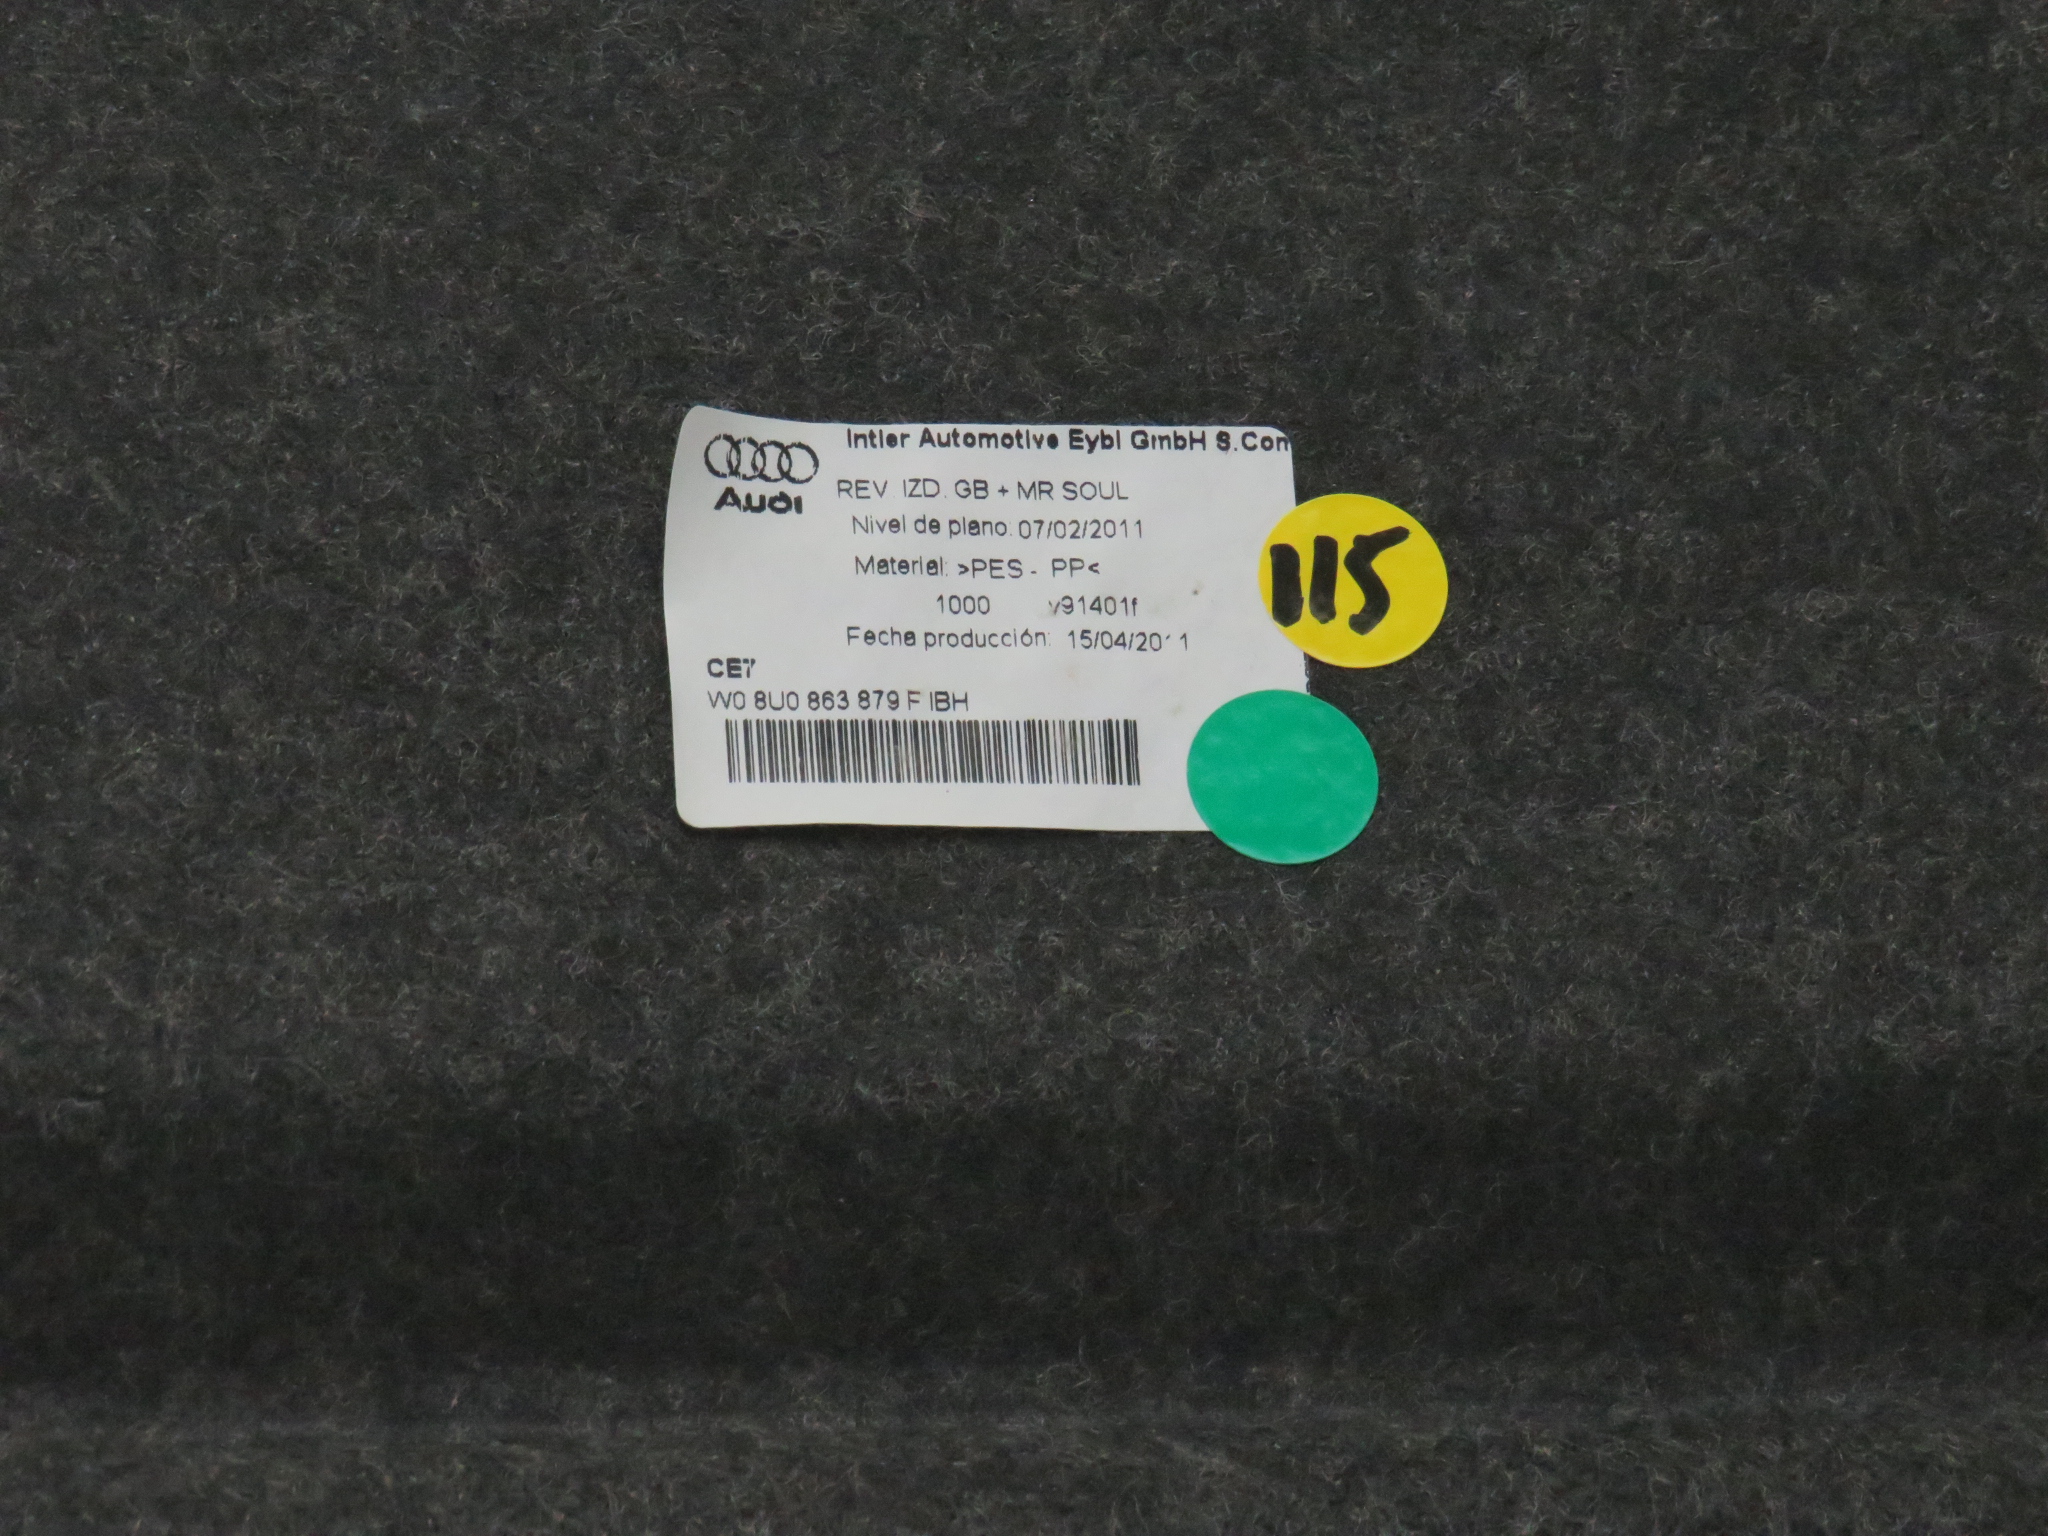 Intier Automotive Eybl GmbH S.Con
Audi
REV. IZD. GB + MR SOUL
Nivel de plano: 07/02/2011
Material: >PES - PP<
1000 v91401f
Fecha producción: 15/04/2011
CE7
W0 8U0 863 879 F IBH
115